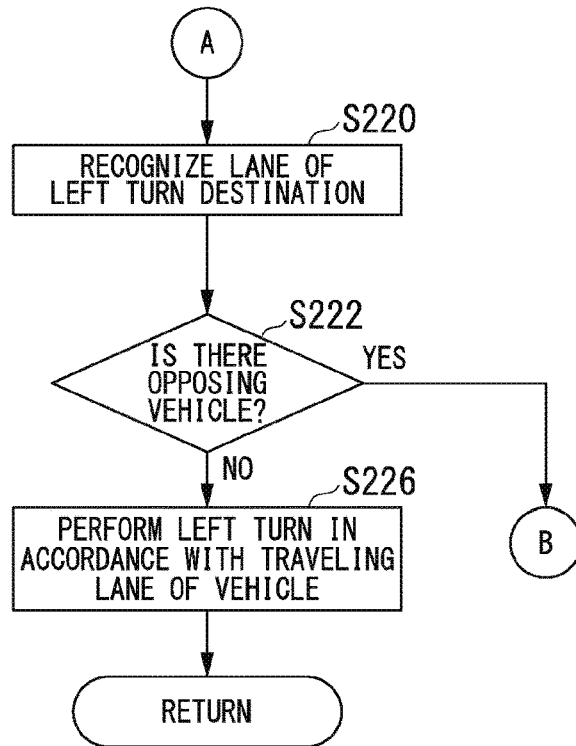 A
S220
RECOGNIZE LANE OF
LEFT TURN DESTINATION
S222
IS THERE
OPPOSING
VEHICLE?
YES
NO
S226
PERFORM LEFT TURN IN
ACCORDANCE WITH TRAVELING
LANE OF VEHICLE
B
RETURN